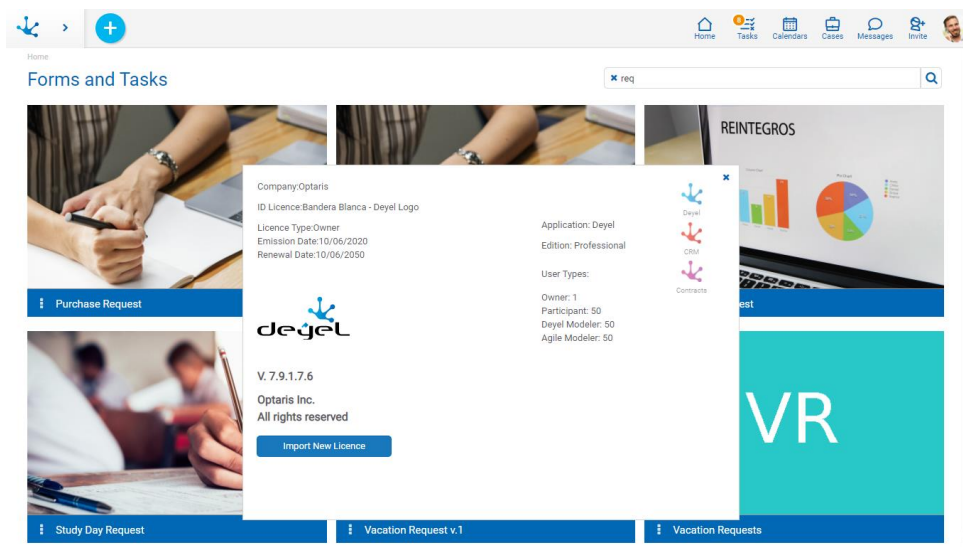 8
Home
Tasks
Calendars
Cases
Messages
Invite
Home
Forms and Tasks
req
REINTEGROS
Company:Optaris
ID Licence:Bandera Blanca - Deyel Logo
Licence Type:Owner
Emission Date:10/06/2020
Renewal Date:10/06/2050
deyel
V. 7.9.1.7.6
Optaris Inc.
All rights reserved
Import New Licence
Application: Deyel
Edition: Professional
User Types:
Owner: 1
Participant: 50
Deyel Modeler: 50
Agile Modeler: 50
Deyel
CRM
Contracts
Purchase Request
est
VR
Study Day Request
Vacation Request v.1
Vacation Requests